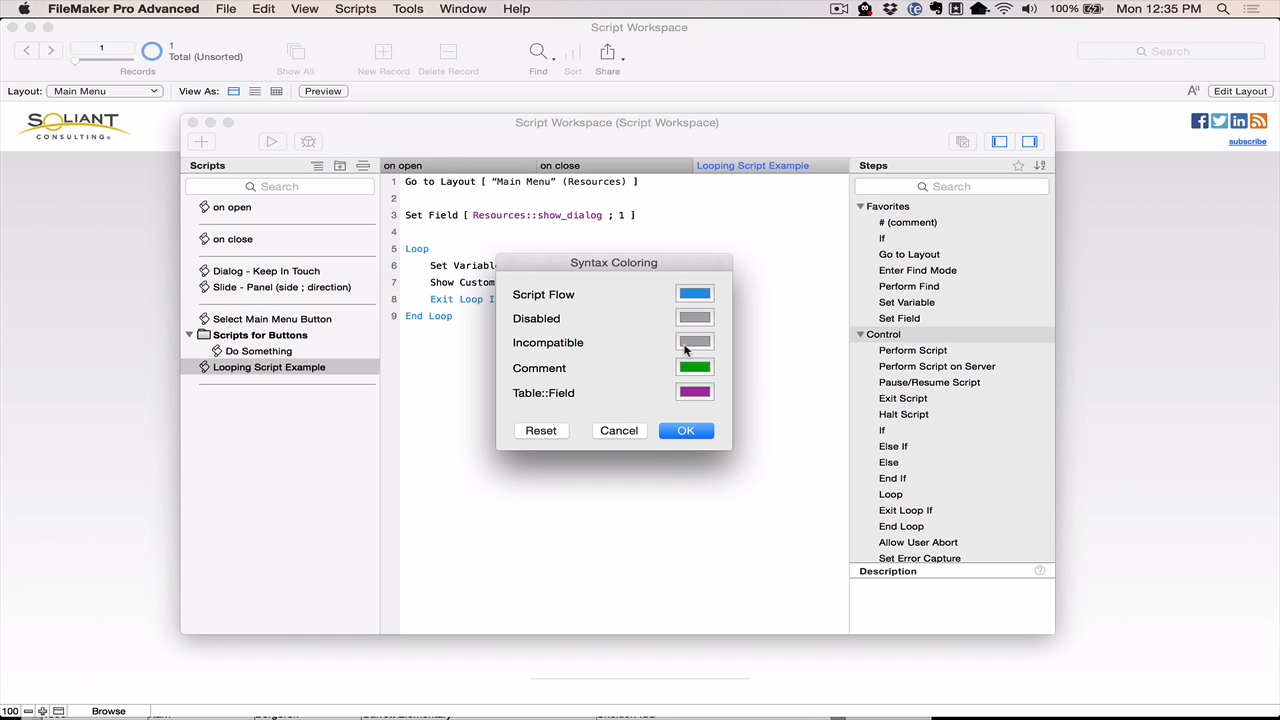 FileMaker Pro Advanced File Edit View Scripts Tools Window Help 100% Mon 12:35 PM
Script Workspace
1 1
Total (Unsorted)
Records Show All New Record Delete Record Find Sort Share Search
Layout: Main Menu View As: Preview Aª Edit Layout
SOLIANT
CONSULTING
subscribe
Script Workspace (Script Workspace)
Scripts
Search
on open
on close
Dialog - Keep In Touch
Slide - Panel (side ; direction)
Select Main Menu Button
Scripts for Buttons
Do Something
Looping Script Example
on open on close Looping Script Example
1 Go to Layout [ “Main Menu” (Resources) ]
2
3 Set Field [ Resources::show_dialog ; 1 ]
4
5 Loop
6 Set Variabl
7 Show Custom
8 Exit Loop I
9 End Loop
Syntax Coloring
Script Flow
Disabled
Incompatible
Comment
Table::Field
Reset Cancel OK
Steps
Search
Favorites
# (comment)
If
Go to Layout
Enter Find Mode
Perform Find
Set Variable
Set Field
Control
Perform Script
Perform Script on Server
Pause/Resume Script
Exit Script
Halt Script
If
Else If
Else
End If
Loop
Exit Loop If
End Loop
Allow User Abort
Set Error Capture
Description
100 Browse